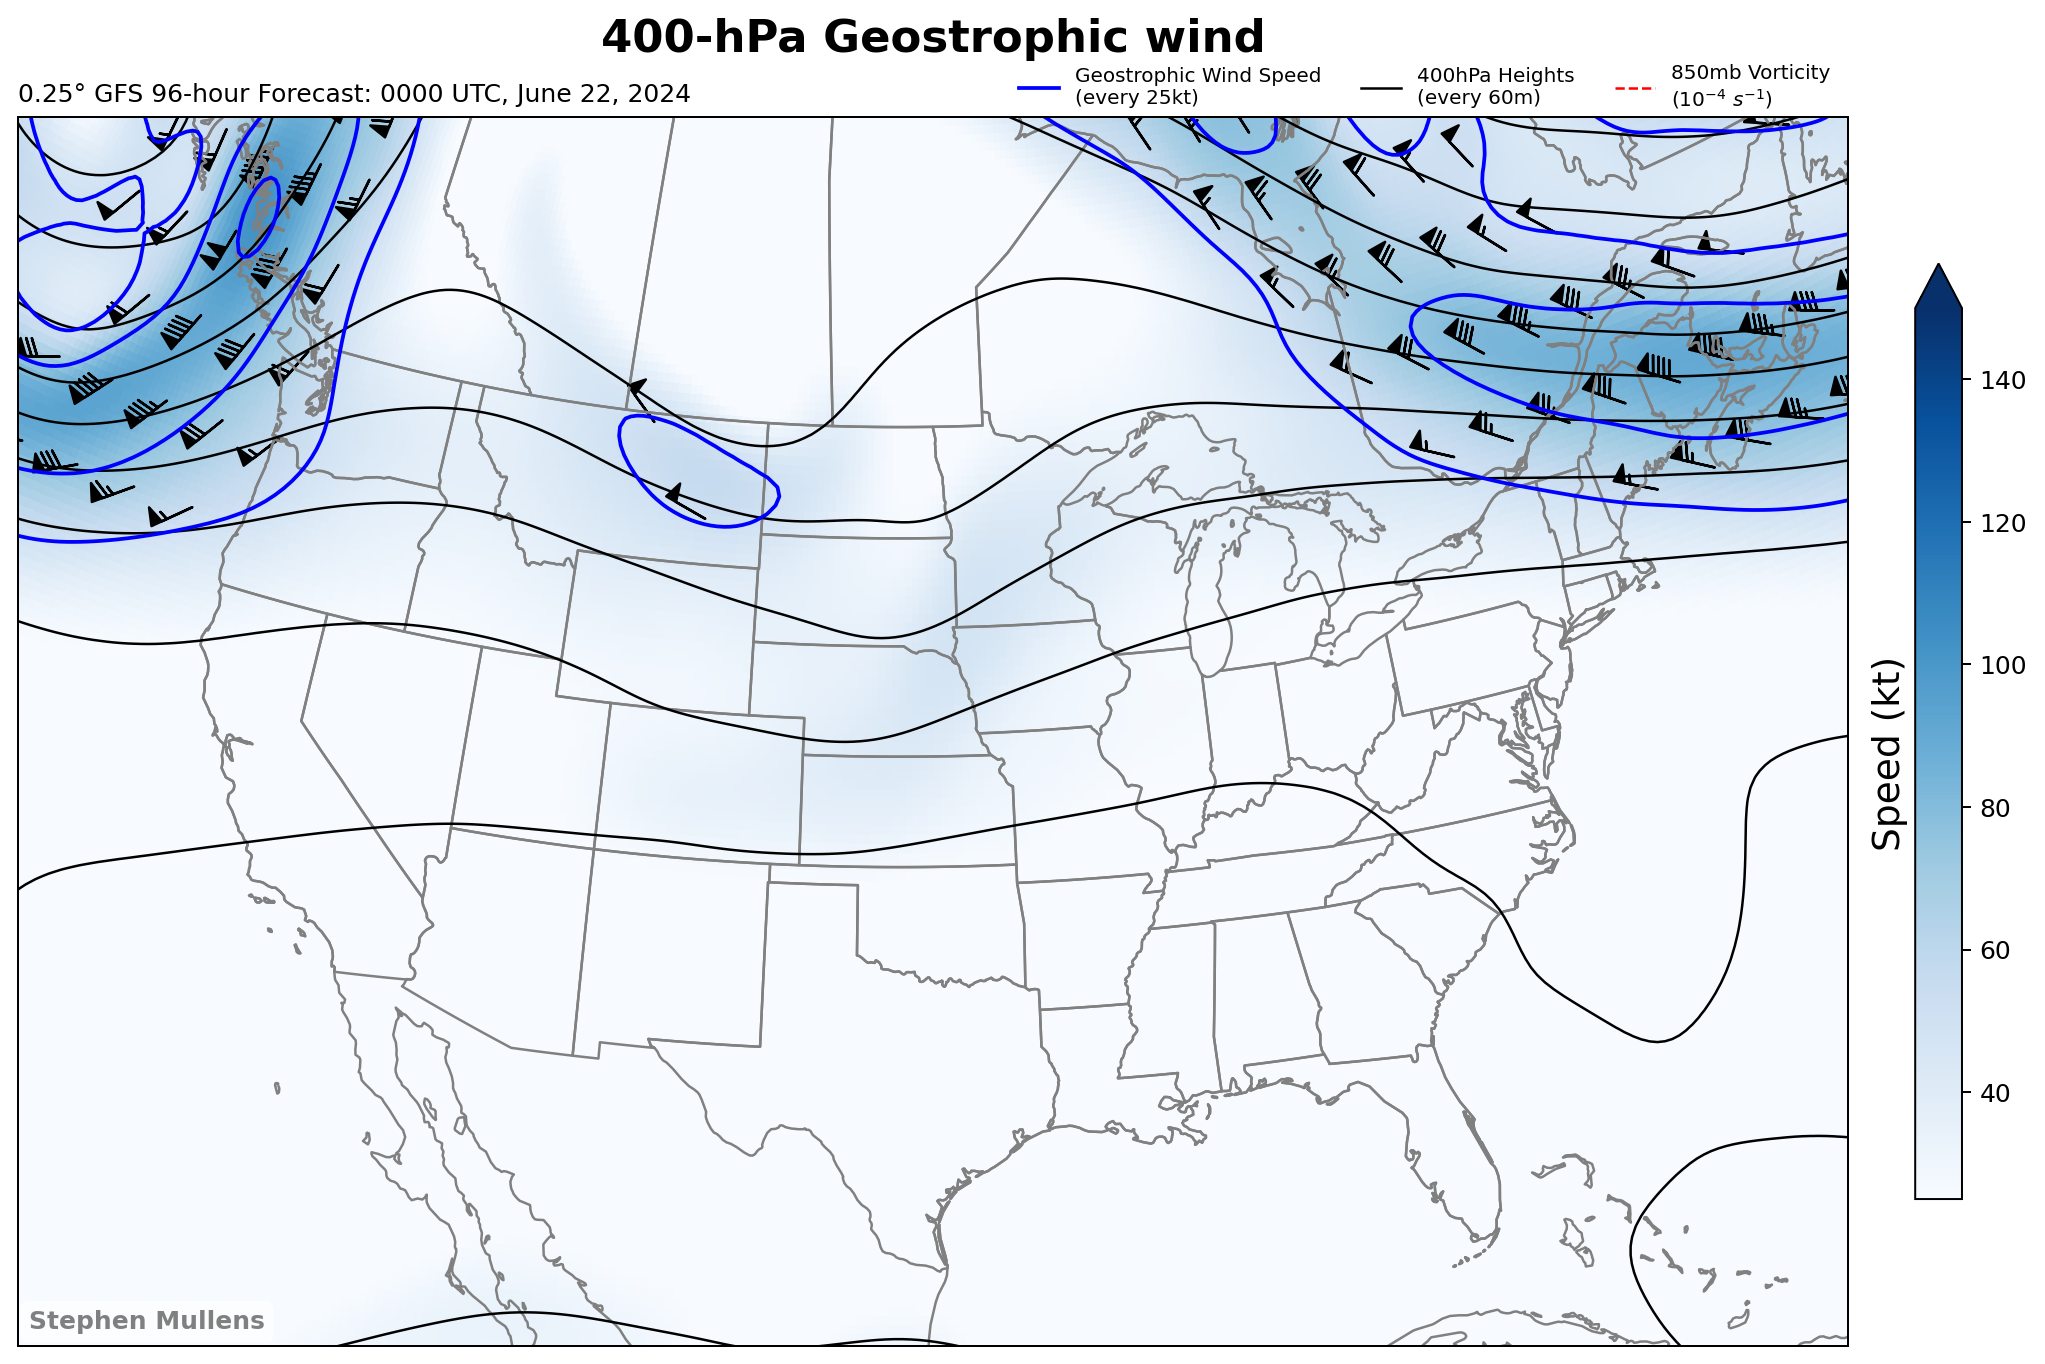 400-hPa Geostrophic wind
0.25° GFS 96-hour Forecast: 0000 UTC, June 22, 2024
Geostrophic Wind Speed
(every 25kt)
400hPa Heights
(every 60m)
850mb Vorticity
(10⁻⁴ s⁻¹)
140
120
100
80
60
40
Speed (kt)
Stephen Mullens